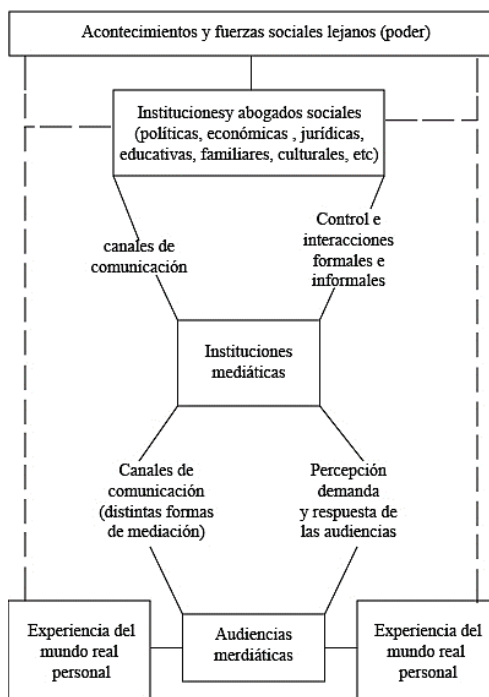 Acontecimientos y fuerzas sociales lejanos (poder)
Institucionesy abogados sociales
(políticas, económicas , jurídicas,
educativas, familiares, culturales, etc)
canales de
comunicación
Control e
interacciones
formales e
informales
Instituciones
mediáticas
Canales de
comunicación
(distintas formas
de mediación)
Percepción
demanda
y respuesta de
las audiencias
Experiencia del
mundo real
personal
Audiencias
merdiáticas
Experiencia del
mundo real
personal